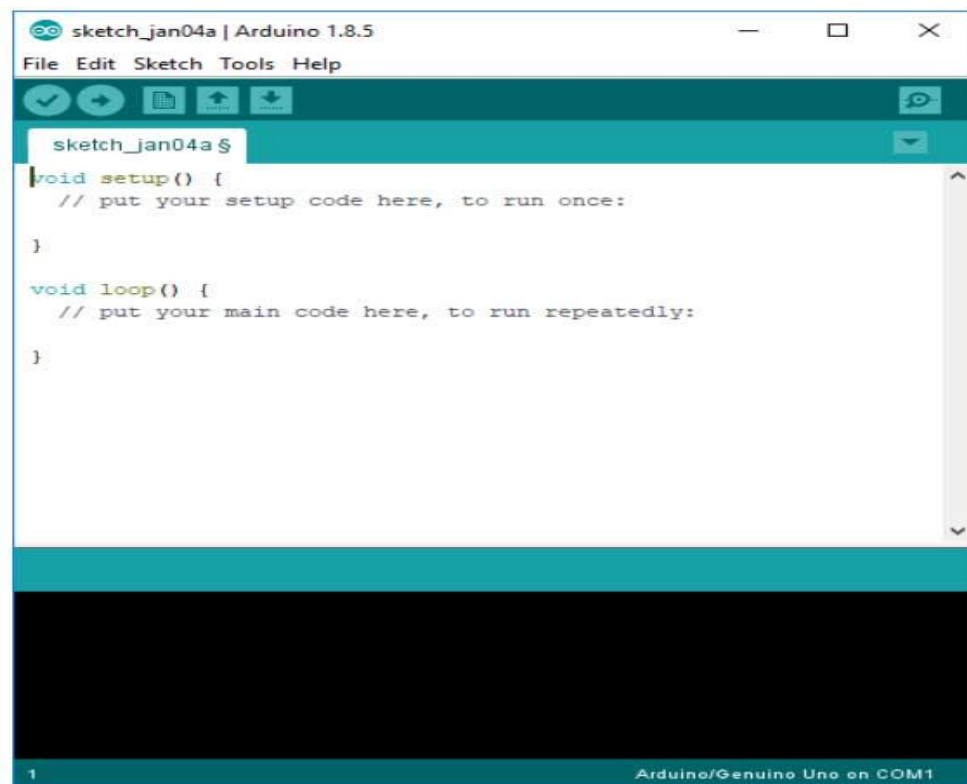 sketch_jan04a | Arduino 1.8.5
File Edit Sketch Tools Help
sketch_jan04a §
void setup() {
  // put your setup code here, to run once:
}
void loop() {
  // put your main code here, to run repeatedly:
}
1 Arduino/Genuino Uno on COM1